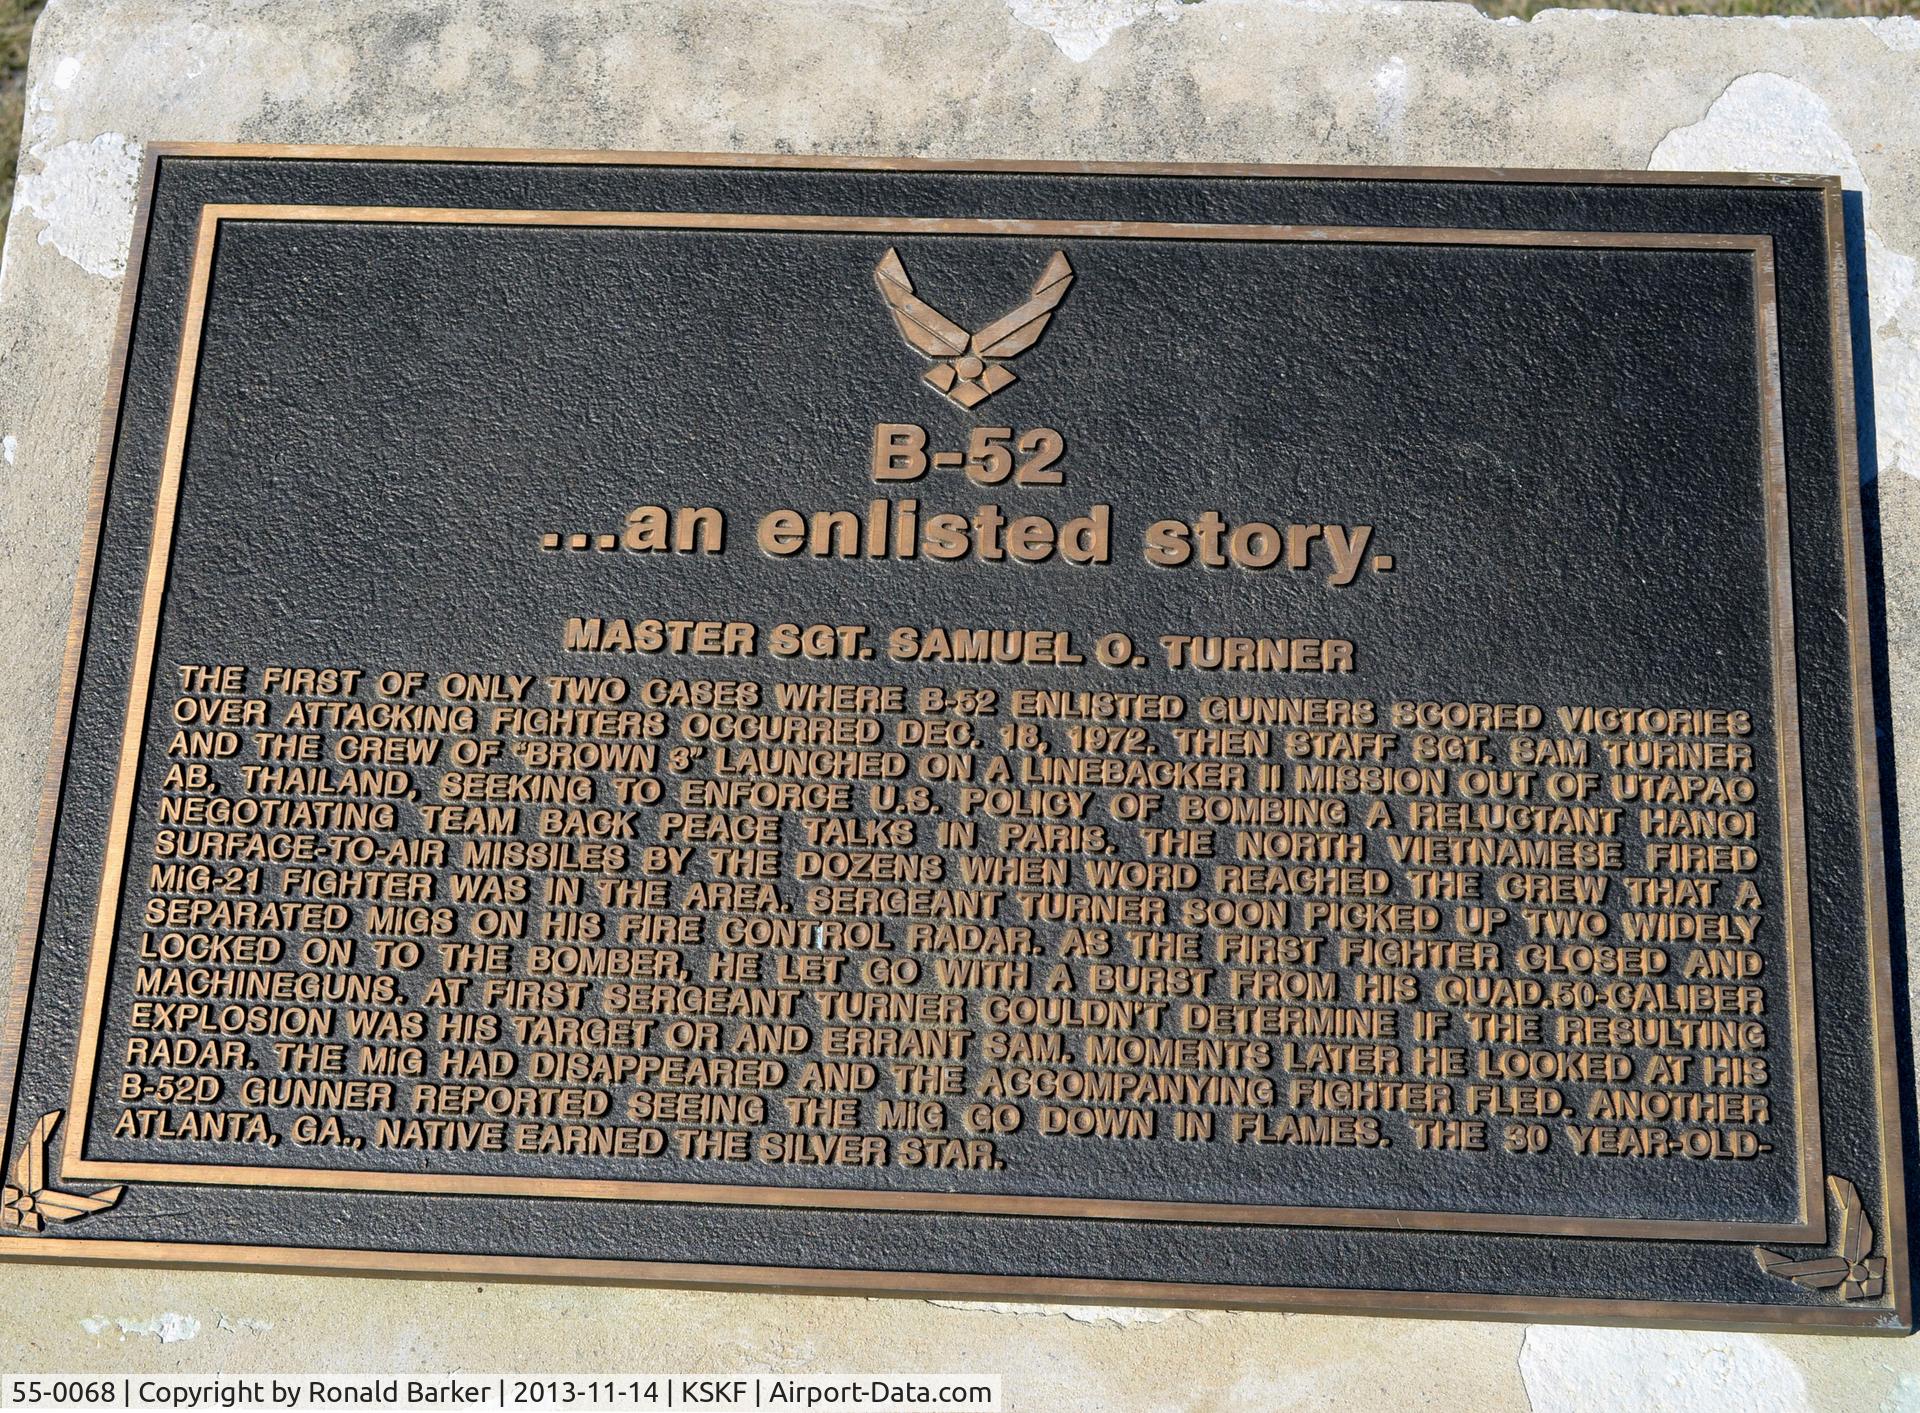 B-52
...an enlisted story.
MASTER SGT. SAMUEL O. TURNER
THE FIRST OF ONLY TWO CASES WHERE B-52 ENLISTED GUNNERS SCORED VICTORIES
OVER ATTACKING FIGHTERS OCCURRED DEC. 18, 1972. THEN STAFF SGT. SAM TURNER
AND THE CREW OF "BROWN 3" LAUNCHED ON A LINEBACKER II MISSION OUT OF UTAPAO
AB, THAILAND, SEEKING TO ENFORCE U.S. POLICY OF BOMBING A RELUCTANT HANOI
NEGOTIATING TEAM BACK PEACE TALKS IN PARIS. THE NORTH VIETNAMESE FIRED
SURFACE-TO-AIR MISSILES BY THE DOZENS WHEN WORD REACHED THE CREW THAT A
MiG-21 FIGHTER WAS IN THE AREA. SERGEANT TURNER SOON PICKED UP TWO WIDELY
SEPARATED MiGS ON HIS FIRE CONTROL RADAR. AS THE FIRST FIGHTER CLOSED AND
LOCKED ON TO THE BOMBER, HE LET GO WITH A BURST FROM HIS QUAD.50-CALIBER
MACHINEGUNS. AT FIRST SERGEANT TURNER COULDN'T DETERMINE IF THE RESULTING
EXPLOSION WAS HIS TARGET OR AND ERRANT SAM. MOMENTS LATER HE LOOKED AT HIS
RADAR. THE MiG HAD DISAPPEARED AND THE ACCOMPANYING FIGHTER FLED. ANOTHER
B-52D GUNNER REPORTED SEEING THE MiG GO DOWN IN FLAMES. THE 30 YEAR-OLD-
ATLANTA, GA., NATIVE EARNED THE SILVER STAR.
55-0068 | Copyright by Ronald Barker | 2013-11-14 | KSKF | Airport-Data.com